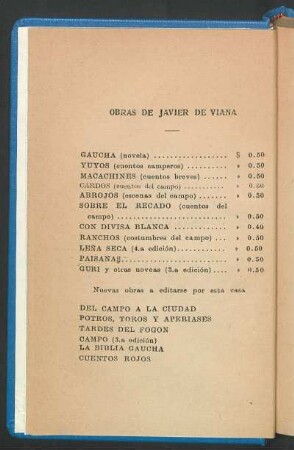 OBRAS DE JAVIER DE VIANA
GAUCHA (novela) .................. $ 0.50
YUYOS (cuentos camperos) ........... » 0.50
MACACHINES (cuentos breves) ....... » 0.50
CARDOS (cuentos del campo) ......... » 0.50
ABROJOS (escenas del campo) ....... » 0.50
SOBRE EL RECADO (cuentos del
campo) ........................... » 0.50
CON DIVISA BLANCA ............... » 0.40
RANCHOS (costumbres del campo) ... » 0.50
LEÑA SECA (4.a edición) ............ » 0.50
PAISANAS ........................ » 0.50
GURI y otras noveas (3.a edición) .... » 0.50
Nuevas obras a editarse por esta casa
DEL CAMPO A LA CIUDAD
POTROS, TOROS Y APERIASES
TARDES DEL FOGON
CAMPO (3.a edición)
LA BIBLIA GAUCHA
CUENTOS ROJOS